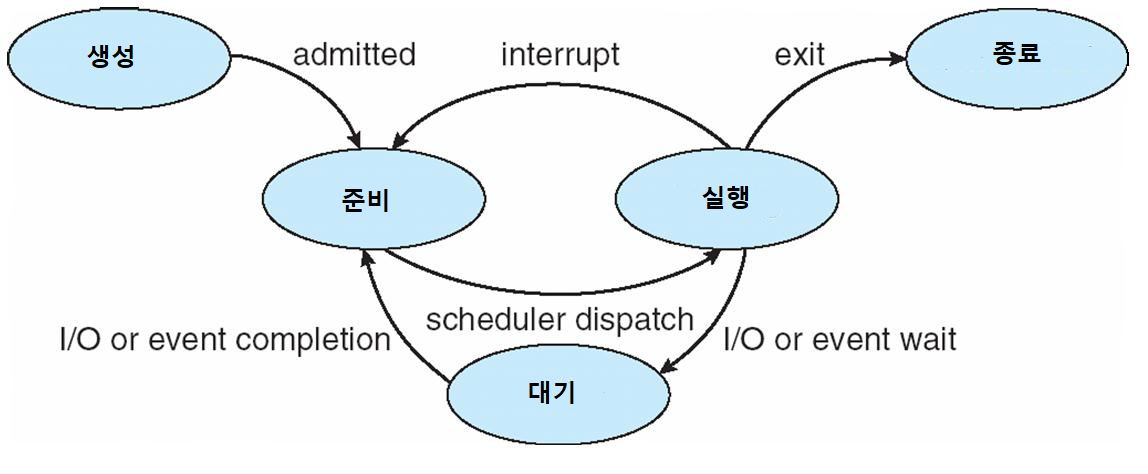 생성
admitted
interrupt
exit
종료
준비
실행
I/O or event completion
scheduler dispatch
I/O or event wait
대기